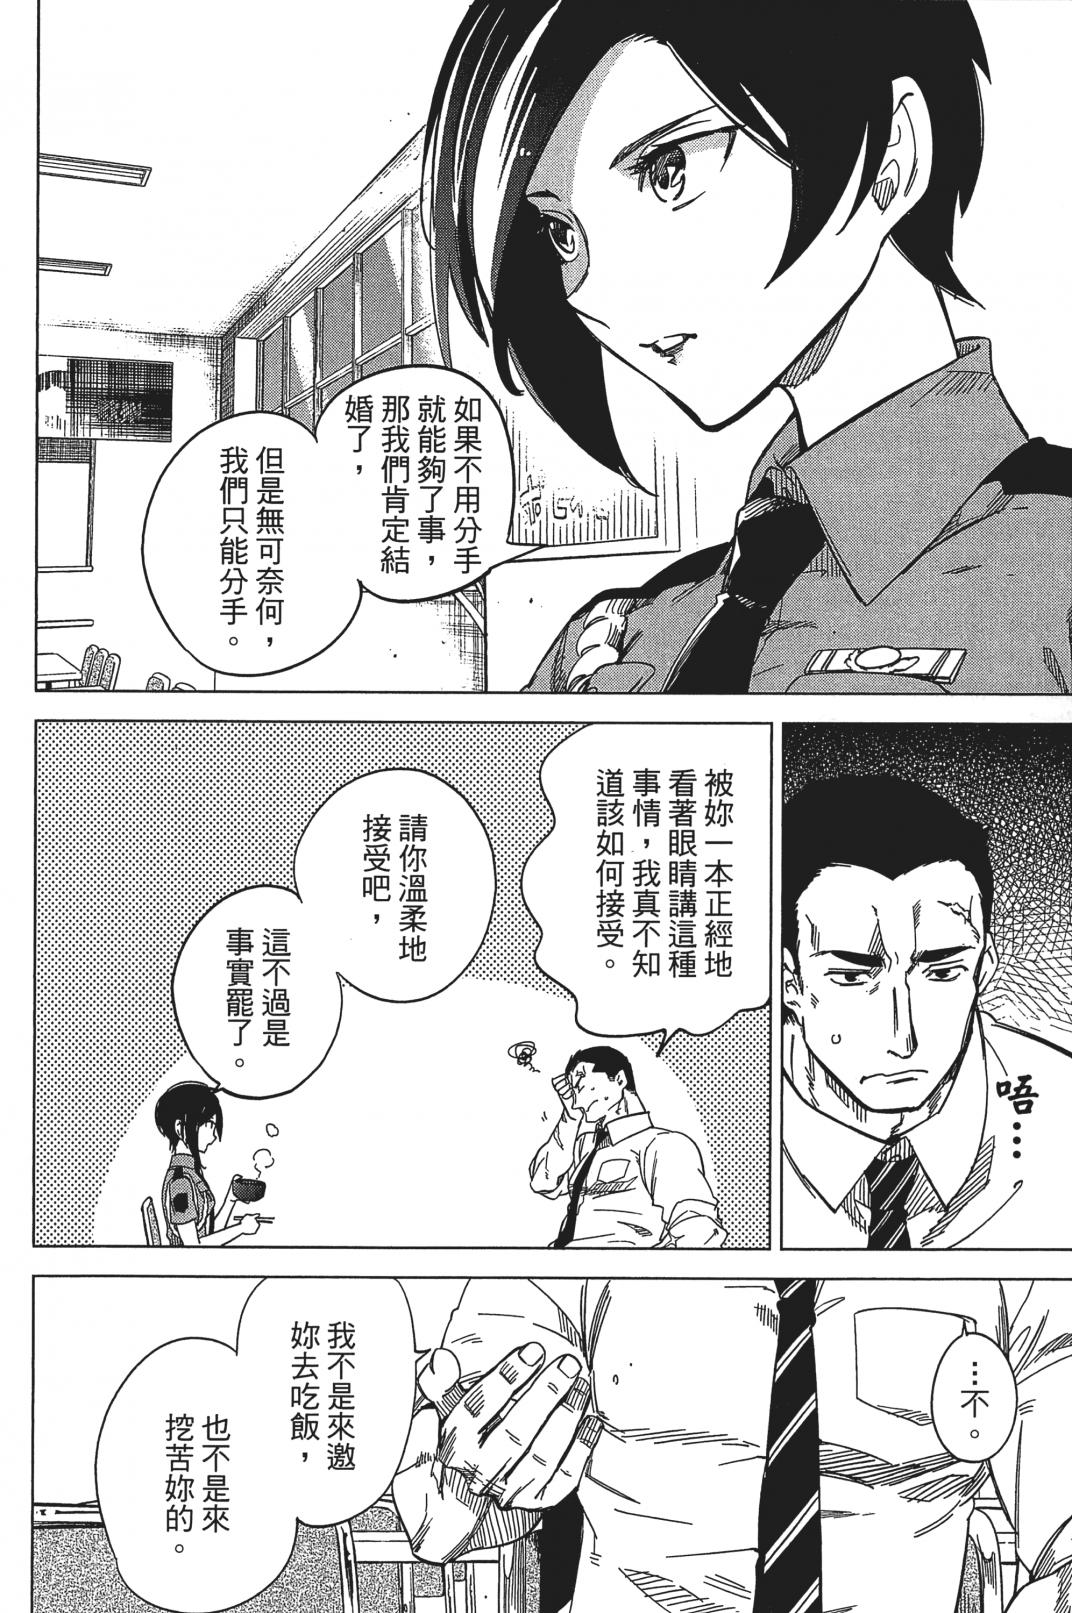 如果不用分手
就能夠了事，
那我們肯定結
婚了，
但是無可奈何，
我們只能分手。
唔⋯⋯
被妳一本正經地
看著眼睛講這種
事情，我真不知
道該如何接受。
請你溫柔地
接受吧，
這不過是
事實罷了。
⋯不。
我不是來邀
妳去吃飯，
也不是來
挖苦妳的。